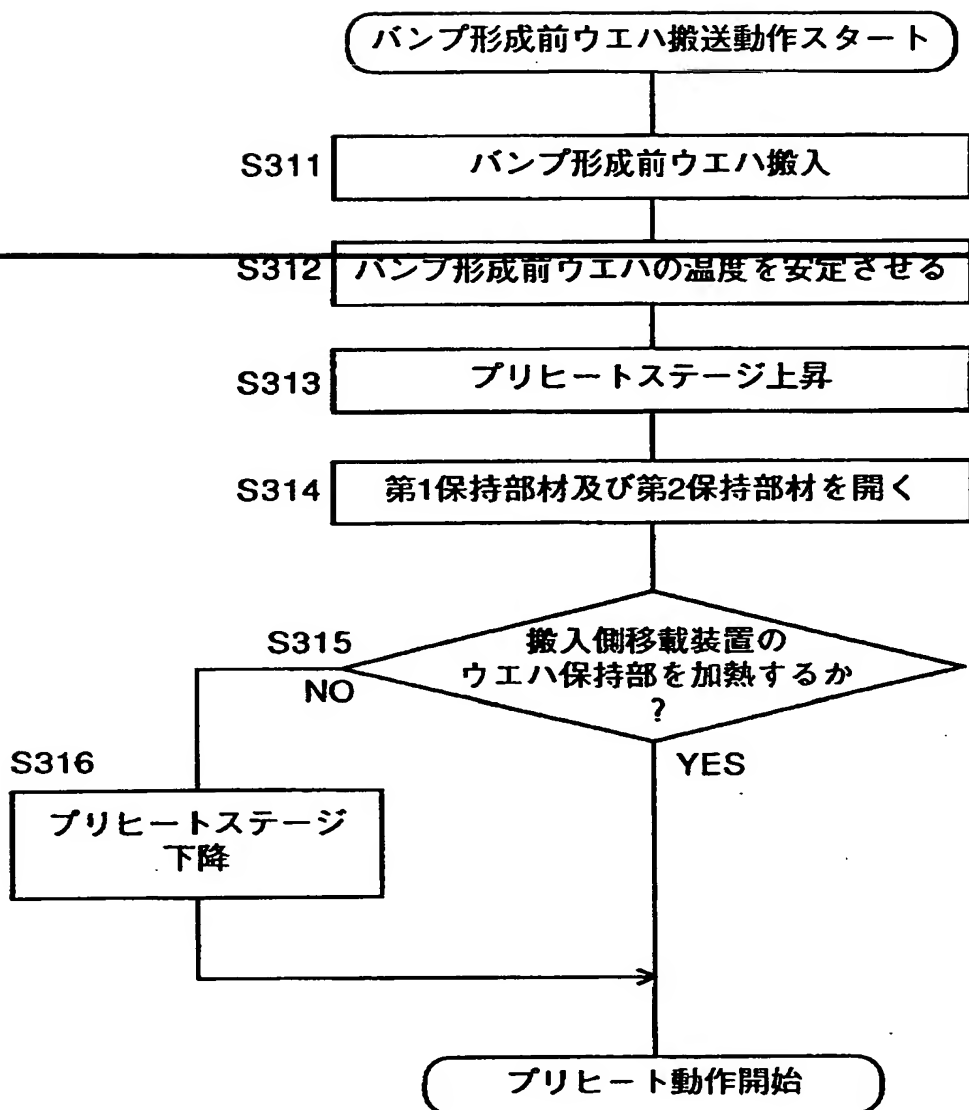 バンプ形成前ウエハ搬送動作スタート
S311
バンプ形成前ウエハ搬入
S312
バンプ形成前ウエハの温度を安定させる
S313
プリヒートステージ上昇
S314
第1保持部材及び第2保持部材を開く
S315
搬入側移載装置の
ウエハ保持部を加熱するか
?
NO
YES
S316
プリヒートステージ
下降
プリヒート動作開始